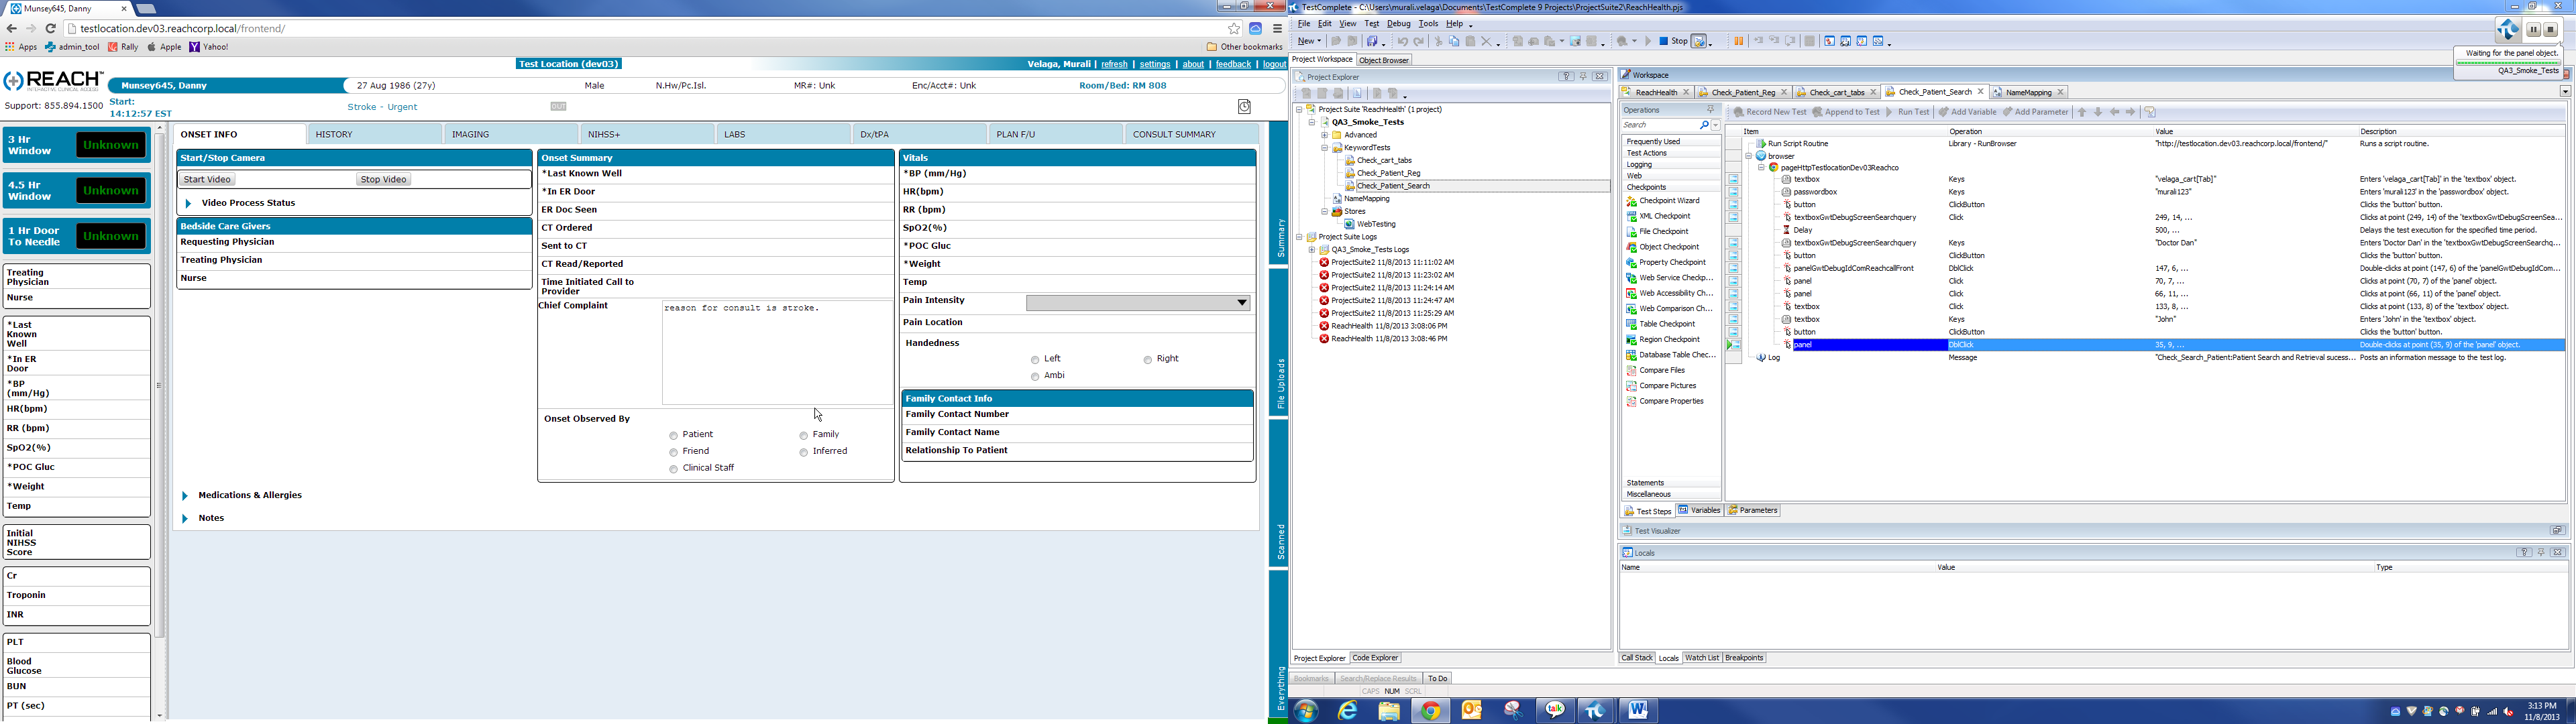 Munsey645, Danny
testlocation.dev03.reachcorp.local/frontend/
Apps admin_tool Rally Apple Yahoo! Other bookmarks
Test Location (dev03) Velaga, Murali | refresh | settings | about | feedback | logout
REACH™
INTERACTIVE CLINICAL ACCESS
Munsey645, Danny 27 Aug 1986 (27y) Male N.Hw/Pc.Isl. MR#: Unk Enc/Acct#: Unk Room/Bed: RM 808
Support: 855.894.1500 Start:
14:12:57 EST
Stroke - Urgent OUT
3 Hr
Window
Unknown
4.5 Hr
Window
Unknown
1 Hr Door
To Needle
Unknown
Treating
Physician
Nurse
*Last
Known
Well
*In ER
Door
*BP
(mm/Hg)
HR(bpm)
RR (bpm)
SpO2(%)
*POC Gluc
*Weight
Temp
Initial
NIHSS
Score
Cr
Troponin
INR
PLT
Blood
Glucose
BUN
PT (sec)
ONSET INFO HISTORY IMAGING NIHSS+ LABS Dx/tPA PLAN F/U CONSULT SUMMARY
Start/Stop Camera
Start Video Stop Video
Video Process Status
Bedside Care Givers
Requesting Physician
Treating Physician
Nurse
Onset Summary
*Last Known Well
*In ER Door
ER Doc Seen
CT Ordered
Sent to CT
CT Read/Reported
Time Initiated Call to
Provider
Chief Complaint reason for consult is stroke.
Onset Observed By
Patient Family
Friend Inferred
Clinical Staff
Vitals
*BP (mm/Hg)
HR(bpm)
RR (bpm)
SpO2(%)
*POC Gluc
*Weight
Temp
Pain Intensity
Pain Location
Handedness
Left Right
Ambi
Family Contact Info
Family Contact Number
Family Contact Name
Relationship To Patient
Medications & Allergies
Notes
Summary
File Uploads
Scanned
Everything
TestComplete - C:\Users\murali.velaga\Documents\TestComplete 9 Projects\ProjectSuite2\ReachHealth.pjs
File Edit View Test Debug Tools Help
New Stop
Waiting for the panel object.
QA3_Smoke_Tests
Project Workspace Object Browser
Project Explorer
Project Suite 'ReachHealth' (1 project)
QA3_Smoke_Tests
Advanced
KeywordTests
Check_cart_tabs
Check_Patient_Reg
Check_Patient_Search
NameMapping
Stores
WebTesting
Project Suite Logs
QA3_Smoke_Tests Logs
ProjectSuite2 11/8/2013 11:11:02 AM
ProjectSuite2 11/8/2013 11:23:02 AM
ProjectSuite2 11/8/2013 11:24:14 AM
ProjectSuite2 11/8/2013 11:24:47 AM
ProjectSuite2 11/8/2013 11:25:29 AM
ReachHealth 11/8/2013 3:08:06 PM
ReachHealth 11/8/2013 3:08:46 PM
Project Explorer Code Explorer
Workspace
ReachHealth Check_Patient_Reg Check_cart_tabs Check_Patient_Search NameMapping
Operations
Search
Frequently Used
Test Actions
Logging
Web
Checkpoints
Checkpoint Wizard
XML Checkpoint
File Checkpoint
Object Checkpoint
Property Checkpoint
Web Service Checkp...
Web Accessibility Ch...
Web Comparison Ch...
Table Checkpoint
Region Checkpoint
Database Table Chec...
Compare Files
Compare Pictures
Compare Properties
Statements
Miscellaneous
Record New Test Append to Test Run Test Add Variable Add Parameter
Item Operation Value Description
Run Script Routine Library - RunBrowser "http://testlocation.dev03.reachcorp.local/frontend/" Runs a script routine.
browser
pageHttpTestlocationDev03Reachco
textbox Keys "velaga_cart[Tab]" Enters 'velaga_cart[Tab]' in the 'textbox' object.
passwordbox Keys "murali123" Enters 'murali123' in the 'passwordbox' object.
button ClickButton Clicks the 'button' button.
textboxGwtDebugScreenSearchquery Click 249, 14, ... Clicks at point (249, 14) of the 'textboxGwtDebugScreenSea...
Delay 500, ... Delays the test execution for the specified time period.
textboxGwtDebugScreenSearchquery Keys "Doctor Dan" Enters 'Doctor Dan' in the 'textboxGwtDebugScreenSearchq...
button ClickButton Clicks the 'button' button.
panelGwtDebugIdComReachcallFront DblClick 147, 6, ... Double-clicks at point (147, 6) of the 'panelGwtDebugIdCom...
panel Click 70, 7, ... Clicks at point (70, 7) of the 'panel' object.
panel Click 66, 11, ... Clicks at point (66, 11) of the 'panel' object.
textbox Click 133, 8, ... Clicks at point (133, 8) of the 'textbox' object.
textbox Keys "John" Enters 'John' in the 'textbox' object.
button ClickButton Clicks the 'button' button.
panel DblClick 35, 9, ... Double-clicks at point (35, 9) of the 'panel' object.
Log Message "Check_Search_Patient:Patient Search and Retrieval sucess... Posts an information message to the test log.
Test Steps Variables Parameters
Test Visualizer
Locals
Name Value Type
Call Stack Locals Watch List Breakpoints
Bookmarks Search/Replace Results To Do
CAPS NUM SCRL
talk
3:13 PM
11/8/2013